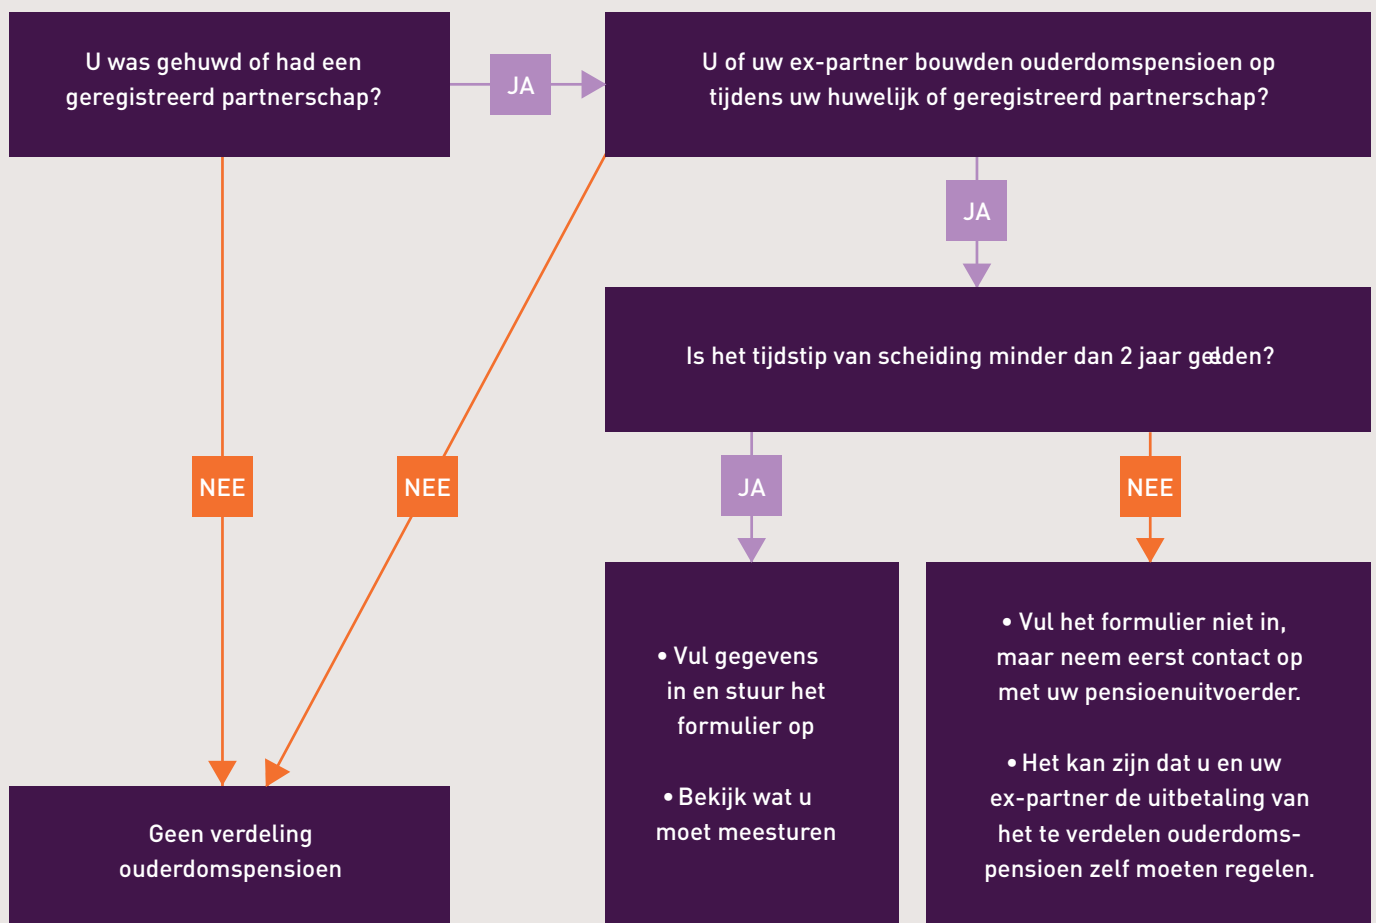 U was gehuwd of had een
geregistreerd partnerschap?
JA
U of uw ex-partner bouwden ouderdomspensioen op
tijdens uw huwelijk of geregistreerd partnerschap?
JA
Is het tijdstip van scheiding minder dan 2 jaar geleden?
NEE
NEE
JA
NEE
• Vul gegevens
in en stuur het
formulier op
• Bekijk wat u
moet meesturen
• Vul het formulier niet in,
maar neem eerst contact op
met uw pensioenuitvoerder.
• Het kan zijn dat u en uw
ex-partner de uitbetaling van
het te verdelen ouderdoms-
pensioen zelf moeten regelen.
Geen verdeling
ouderdomspensioen